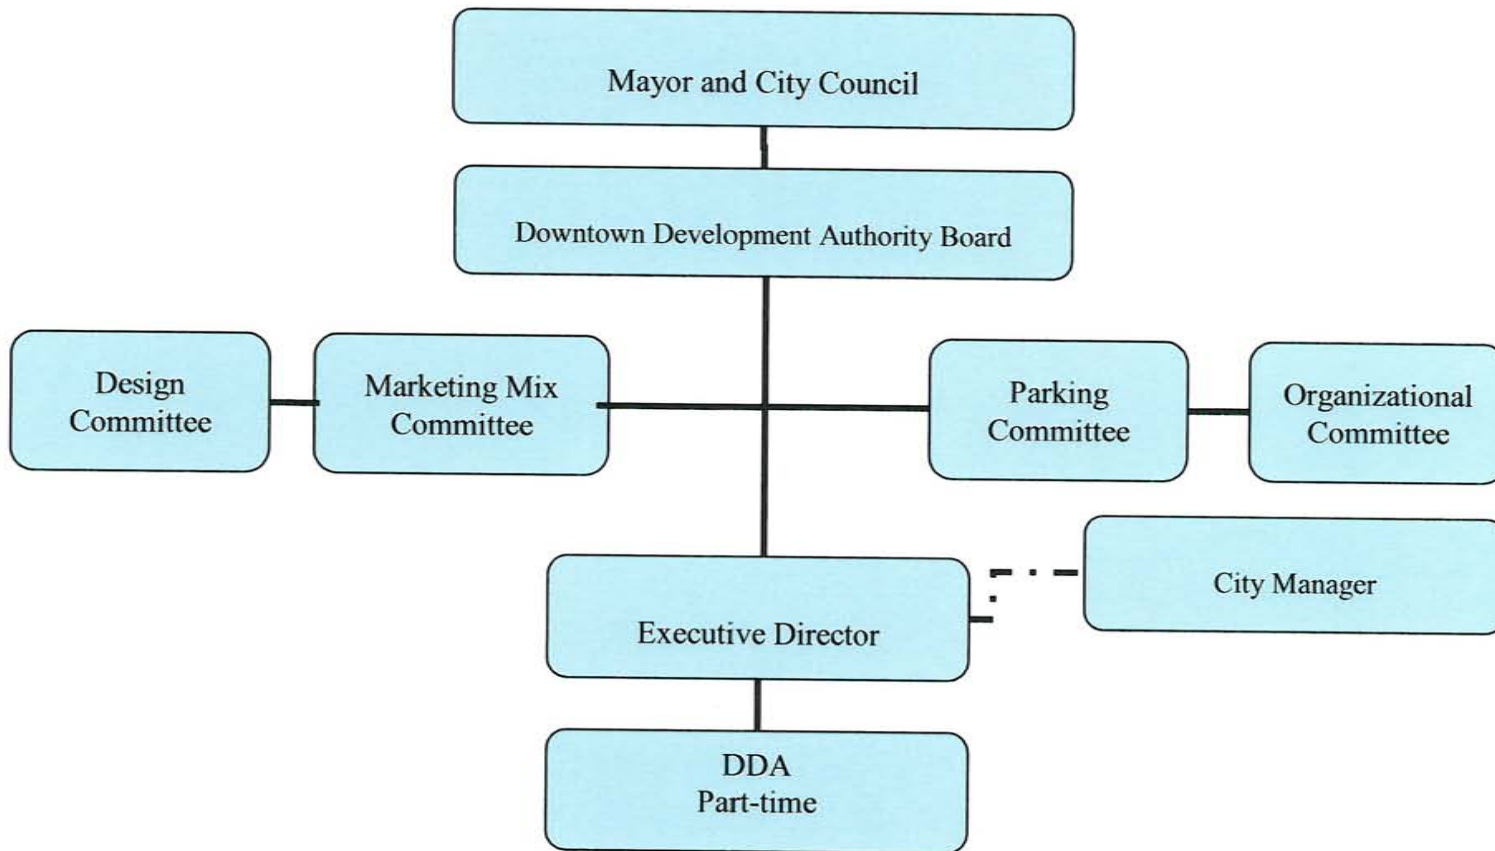 Mayor and City Council
Downtown Development Authority Board
Design
Committee
Marketing Mix
Committee
Parking
Committee
Organizational
Committee
City Manager
Executive Director
DDA
Part-time